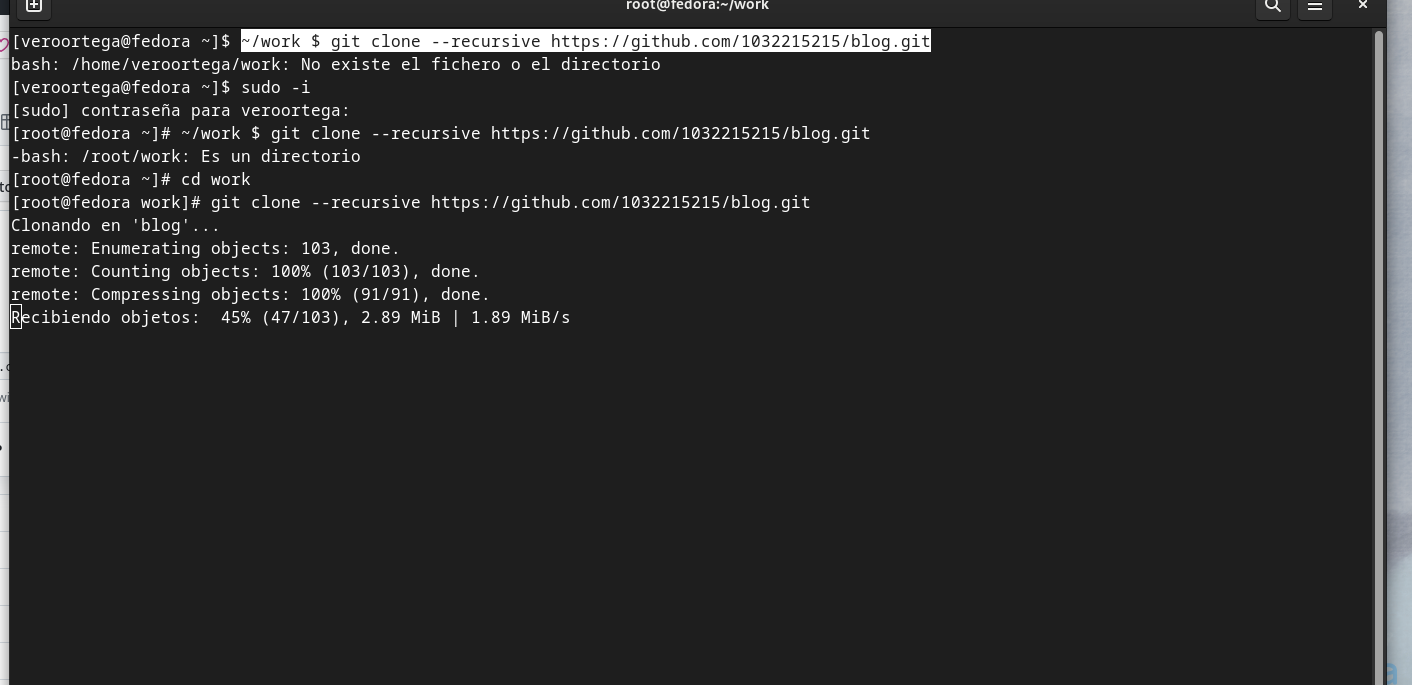 root@fedora:~/work
[veroortega@fedora ~]$ ~/work $ git clone --recursive https://github.com/1032215215/blog.git
bash: /home/veroortega/work: No existe el fichero o el directorio
[veroortega@fedora ~]$ sudo -i
[sudo] contraseña para veroortega:
[root@fedora ~]# ~/work $ git clone --recursive https://github.com/1032215215/blog.git
-bash: /root/work: Es un directorio
[root@fedora ~]# cd work
[root@fedora work]# git clone --recursive https://github.com/1032215215/blog.git
Clonando en 'blog'...
remote: Enumerating objects: 103, done.
remote: Counting objects: 100% (103/103), done.
remote: Compressing objects: 100% (91/91), done.
Recibiendo objetos:  45% (47/103), 2.89 MiB | 1.89 MiB/s